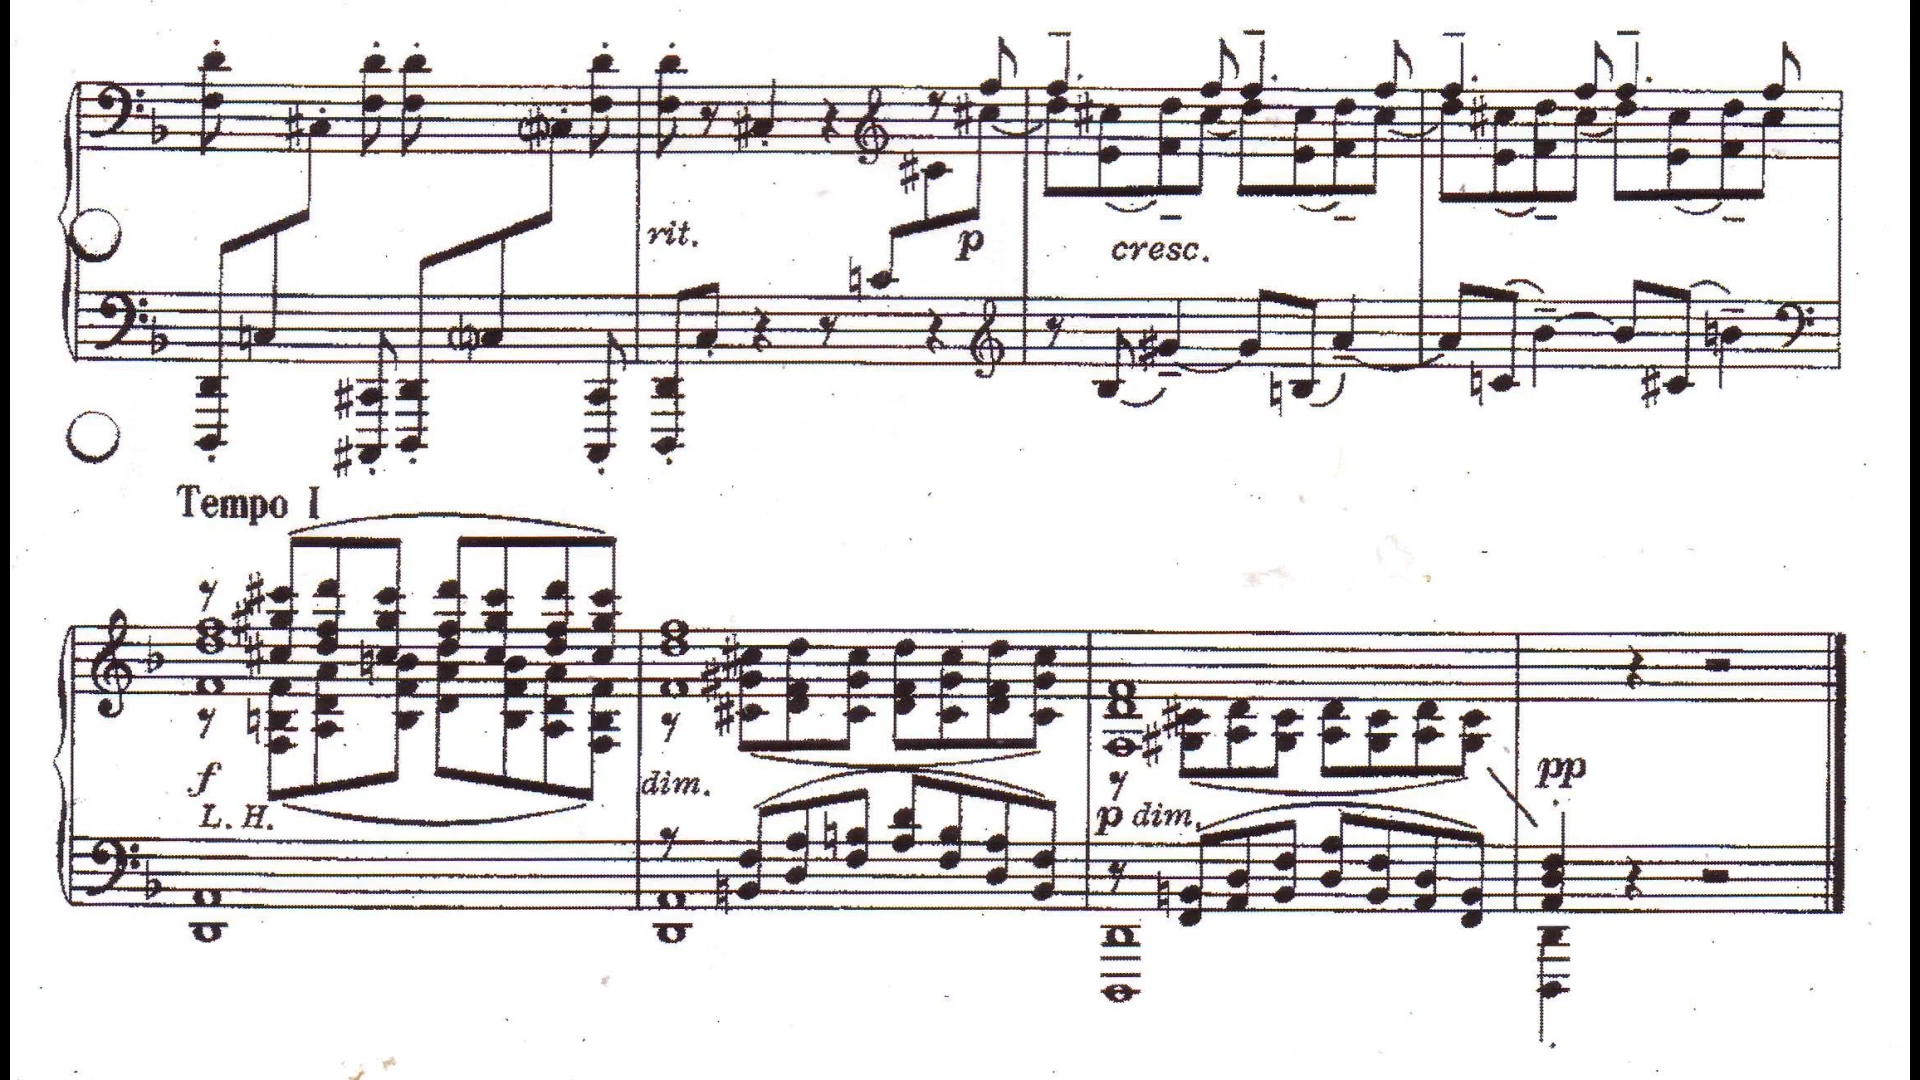 rit.
p
cresc.
Tempo I
f
L. H.
dim.
p dim.
pp